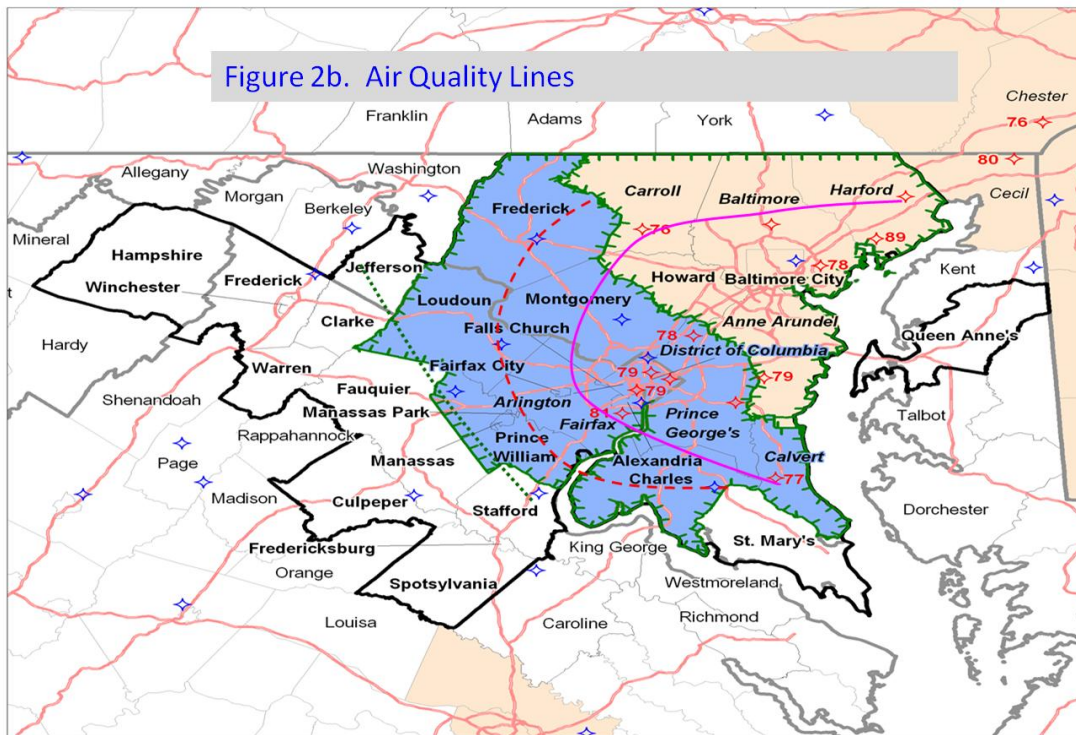 Figure 2b. Air Quality Lines
Chester
76
Franklin
Adams
York
80
Allegany
Washington
Cecil
Morgan
Carroll
Baltimore
Harford
Berkeley
Frederick
76
89
Mineral
Hampshire
Jefferson
78
Kent
Frederick
Howard
Baltimore City
Winchester
t
Loudoun
Montgomery
Clarke
Falls Church
78
Anne Arundel
Queen Anne's
Hardy
District of Columbia
Warren
Fairfax City
79
79
Fauquier
79
Shenandoah
Arlington
Manassas Park
81
Fairfax
Prince
George's
Talbot
Rappahannock
Prince
William
Page
Manassas
Alexandria
Calvert
Madison
Charles
77
Culpeper
Stafford
Dorchester
St. Mary's
Fredericksburg
King George
Orange
Spotsylvania
Westmoreland
Louisa
Caroline
Richmond